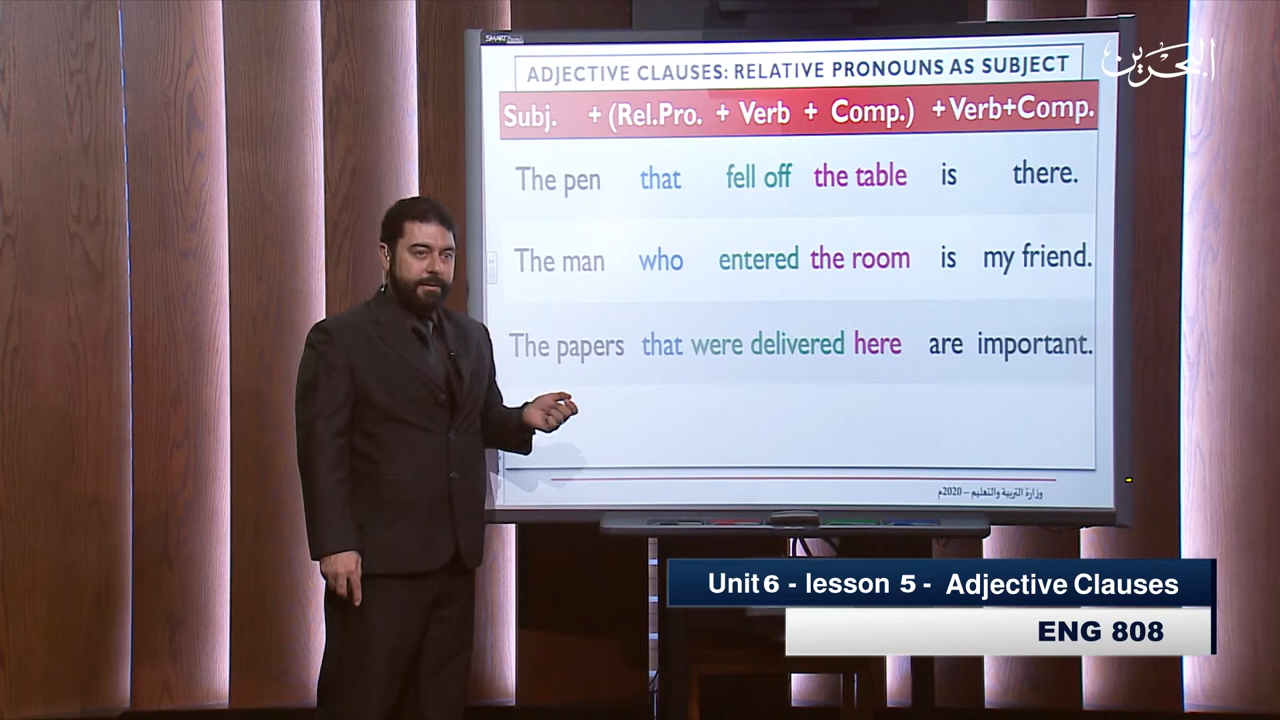 SMART Board
البحرين
ADJECTIVE CLAUSES: RELATIVE PRONOUNS AS SUBJECT
Subj. + (Rel.Pro. + Verb + Comp.) + Verb+Comp.
The pen that fell off the table is there.
The man who entered the room is my friend.
The papers that were delivered here are important.
وزارة التربية والتعليم – 2020م
Unit 6 - lesson 5 - Adjective Clauses
ENG 808